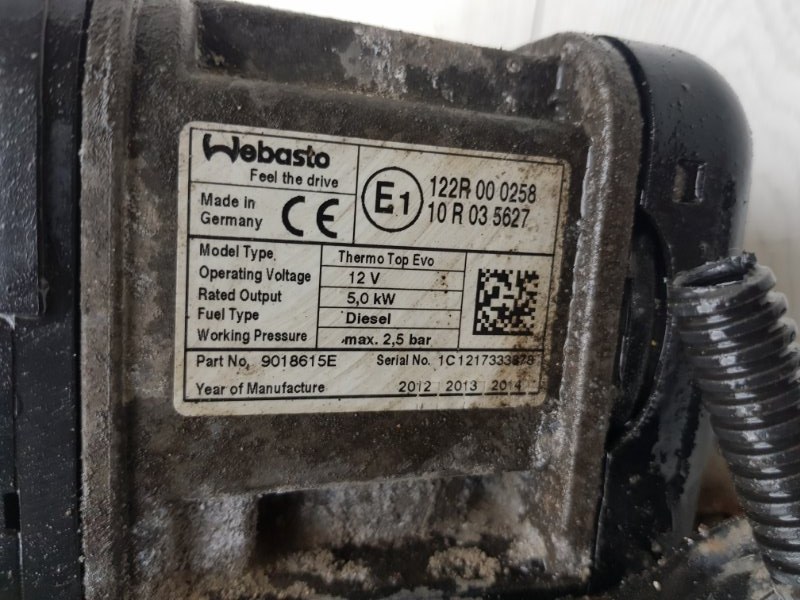 Webasto
Feel the drive
Made in
Germany
CE
E1
122R 00 0258
10 R 03 5627
Model Type Thermo Top Evo
Operating Voltage 12 V
Rated Output 5,0 kW
Fuel Type Diesel
Working Pressure max. 2,5 bar
Part No. 9018615E Serial No.
Year of Manufacture 2012 2013 2014